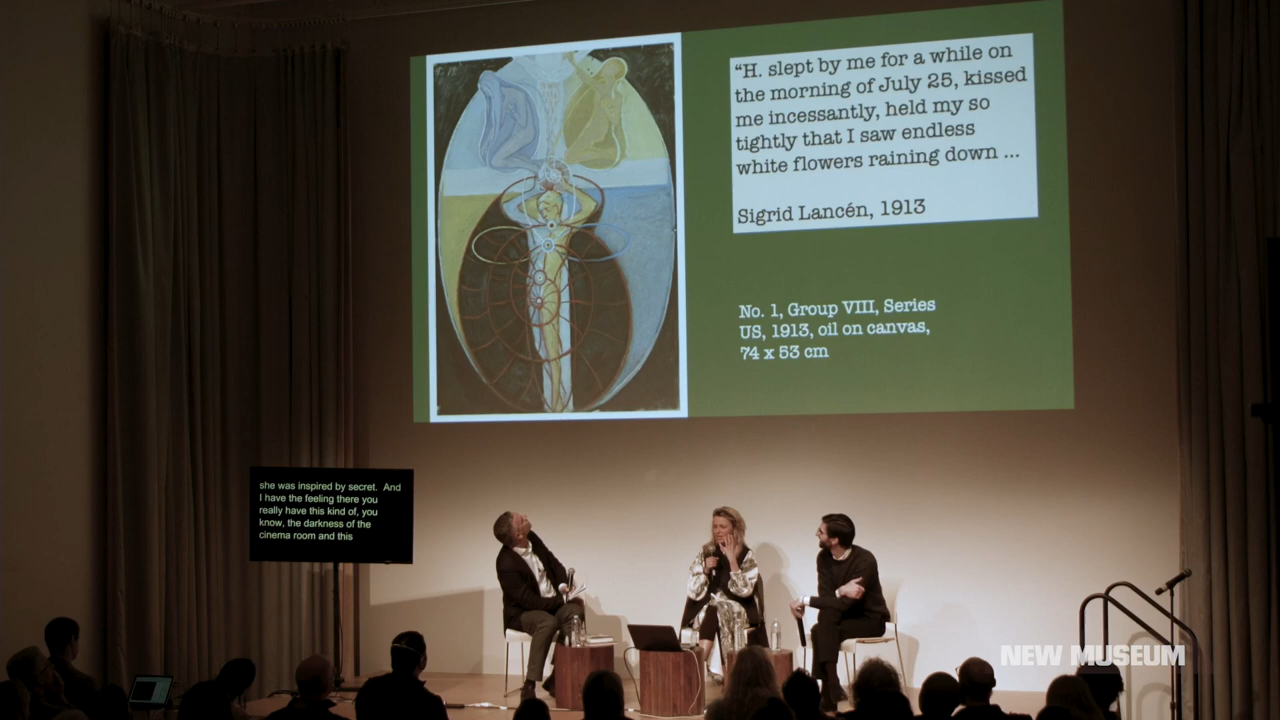 “H. slept by me for a while on
the morning of July 25, kissed
me incessantly, held my so
tightly that I saw endless
white flowers raining down ...
Sigrid Lancén, 1913
No. 1, Group VIII, Series
US, 1913, oil on canvas,
74 x 53 cm
she was inspired by secret. And
I have the feeling there you
really have this kind of, you
know, the darkness of the
cinema room and this
NEW MUSEUM